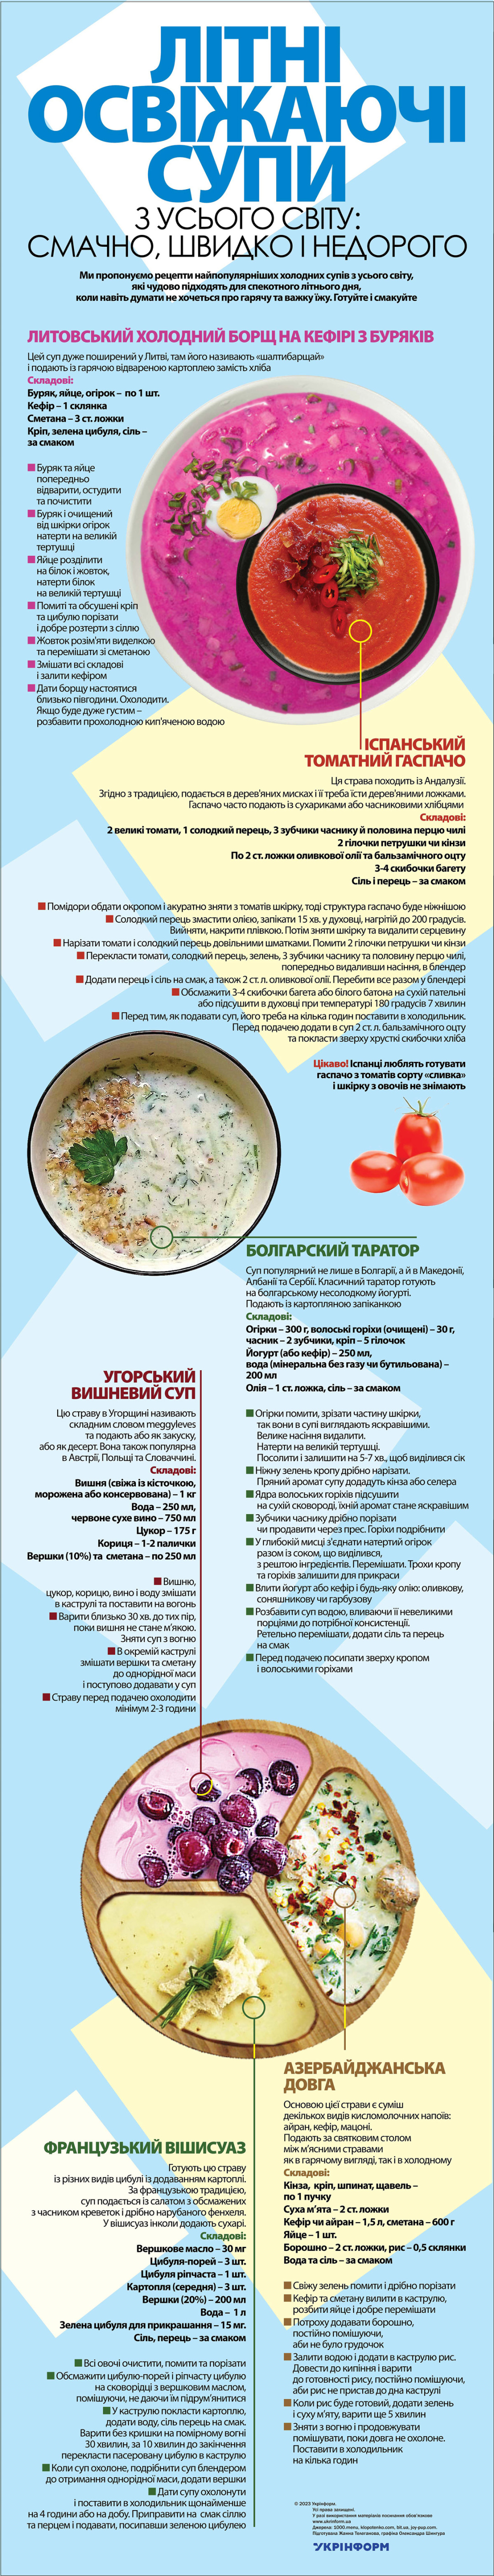 ЛІТНІ
ОСВІЖАЮЧІ
СУПИ
З УСЬОГО СВІТУ:
СМАЧНО, ШВИДКО І НЕДОРОГО
Ми пропонуємо рецепти найпопулярніших холодних супів з усього світу,
які чудово підходять для спекотного літнього дня,
коли навіть думати не хочеться про гарячу та важку їжу. Готуйте і смакуйте
ЛИТОВСЬКИЙ ХОЛОДНИЙ БОРЩ НА КЕФІРІ З БУРЯКІВ
Цей суп дуже поширений у Литві, там його називають «шалтибарщай»
і подають із гарячою відвареною картоплею замість хліба
Складові:
Буряк, яйце, огірок – по 1 шт.
Кефір – 1 склянка
Сметана – 3 ст. ложки
Кріп, зелена цибуля, сіль –
за смаком
Буряк та яйце
попередньо
відварити, остудити
та почистити
Буряк і очищений
від шкірки огірок
натерти на великій
тертушці
Яйце розділити
на білок і жовток,
натерти білок
на великій тертушці
Помиті та обсушені кріп
та цибулю порізати
і добре розтерти з сіллю
Жовток розім'яти виделкою
та перемішати зі сметаною
Змішати всі складові
і залити кефіром
Дати борщу настоятися
близько півгодини. Охолодити.
Якщо буде дуже густим –
розбавити прохолодною кип'яченою водою
ІСПАНСЬКИЙ
ТОМАТНИЙ ГАСПАЧО
Ця страва походить із Андалузії.
Згідно з традицією, подається в дерев'яних мисках і її треба їсти дерев'яними ложками.
Гаспачо часто подають із сухариками або часниковими хлібцями
Складові:
2 великі томати, 1 солодкий перець, 3 зубчики часнику й половина перцю чилі
2 гілочки петрушки чи кінзи
По 2 ст. ложки оливкової олії та бальзамічного оцту
3-4 скибочки багету
Сіль і перець – за смаком
Помідори обдати окропом і акуратно зняти з томатів шкірку, тоді структура гаспачо буде ніжнішою
Солодкий перець змастити олією, запікати 15 хв. у духовці, нагрітій до 200 градусів.
Вийняти, накрити плівкою. Потім зняти шкірку та видалити серцевину
Нарізати томати і солодкий перець довільними шматками. Помити 2 гілочки петрушки чи кінзи
Перекласти томати, солодкий перець, зелень, 3 зубчики часнику та половину перцю чилі,
попередньо видаливши насіння, в блендер
Додати перець і сіль на смак, а також 2 ст. л. оливкової олії. Перебити все разом у блендері
Обсмажити 3-4 скибочки багета або білого батона на сухій пательні
або підсушити в духовці при температурі 180 градусів 7 хвилин
Перед тим, як подавати суп, його треба на кілька годин поставити в холодильник.
Перед подачею додати в суп 2 ст. л. бальзамічного оцту
та покласти зверху хрусткі скибочки хліба
Цікаво! Іспанці люблять готувати
гаспачо з томатів сорту «сливка»
і шкірку з овочів не знімають
БОЛГАРСКИЙ ТАРАТОР
Суп популярний не лише в Болгарії, а й в Македонії,
Албанії та Сербії. Класичний таратор готують
на болгарському несолодкому йогурті.
Подають із картопляною запіканкою
Складові:
Огірки – 300 г, волоські горіхи (очищені) – 30 г,
часник – 2 зубчики, кріп – 5 гілочок
Йогурт (або кефір) – 250 мл,
вода (мінеральна без газу чи бутильована) –
200 мл
Олія – 1 ст. ложка, сіль – за смаком
Огірки помити, зрізати частину шкірки,
так вони в супі виглядають яскравішими.
Велике насіння видалити.
Натерти на великій тертушці.
Посолити і залишити на 5-7 хв., щоб виділився сік
Ніжну зелень кропу дрібно нарізати.
Пряний аромат супу додадуть кінза або селера
Ядра волоських горіхів підсушити
на сухій сковороді, їхній аромат стане яскравішим
Зубчики часнику дрібно порізати
чи продавити через прес. Горіхи подрібнити
У глибокій мисці з'єднати натертий огірок
разом із соком, що виділився,
з рештою інгредієнтів. Перемішати. Трохи кропу
та горіхів залишити для прикраси
Влити йогурт або кефір і будь-яку олію: оливкову,
соняшникову чи гарбузову
Розбавити суп водою, вливаючи її невеликими
порціями до потрібної консистенції.
Ретельно перемішати, додати сіль та перець
на смак
Перед подачею посипати зверху кропом
і волоськими горіхами
УГОРСЬКИЙ
ВИШНЕВИЙ СУП
Цю страву в Угорщині називають
складним словом meggyleves
та подають або як закуску,
або як десерт. Вона також популярна
в Австрії, Польщі та Словаччині.
Складові:
Вишня (свіжа із кісточкою,
морожена або консервована) – 1 кг
Вода – 250 мл,
червоне сухе вино – 750 мл
Цукор – 175 г
Кориця – 1-2 палички
Вершки (10%) та сметана – по 250 мл
Вишню,
цукор, корицю, вино і воду змішати
в каструлі та поставити на вогонь
Варити близько 30 хв. до тих пір,
поки вишня не стане м'якою.
Зняти суп з вогню
В окремій каструлі
змішати вершки та сметану
до однорідної маси
і поступово додавати у суп
Страву перед подачею охолодити
мінімум 2-3 години
АЗЕРБАЙДЖАНСЬКА
ДОВГА
Основою цієї страви є суміш
декількох видів кисломолочних напоїв:
айран, кефір, мацоні.
Подають за святковим столом
між м'ясними стравами
як в гарячому вигляді, так і в холодному
Складові:
Кінза, кріп, шпинат, щавель –
по 1 пучку
Суха м'ята – 2 ст. ложки
Кефір чи айран – 1,5 л, сметана – 600 г
Яйце – 1 шт.
Борошно – 2 ст. ложки, рис – 0,5 склянки
Вода та сіль – за смаком
Свіжу зелень помити і дрібно порізати
Кефір та сметану вилити в каструлю,
розбити яйце і добре перемішати
Потроху додавати борошно,
постійно помішуючи,
аби не було грудочок
Залити водою і додати в каструлю рис.
Довести до кипіння і варити
до готовності рису, постійно помішуючи,
аби рис не пристав до дна каструлі
Коли рис буде готовий, додати зелень
і суху м'яту, варити ще 5 хвилин
Зняти з вогню і продовжувати
помішувати, поки довга не охолоне.
Поставити в холодильник
на кілька годин
ФРАНЦУЗЬКИЙ ВІШИСУАЗ
Готують цю страву
із різних видів цибулі із додаванням картоплі.
За французькою традицією,
суп подається із салатом з обсмажених
з часником креветок і дрібно нарубаного фенхеля.
У вішисуаз інколи додають сухарі.
Складові:
Вершкове масло – 30 мг
Цибуля-порей – 3 шт.
Цибуля ріпчаста – 1 шт.
Картопля (середня) – 3 шт.
Вершки (20%) – 200 мл
Вода – 1 л
Зелена цибуля для прикрашання – 15 мг.
Сіль, перець – за смаком
Всі овочі очистити, помити та порізати
Обсмажити цибулю-порей і ріпчасту цибулю
на сковорідці з вершковим маслом,
помішуючи, не даючи їм підрум'янитися
У каструлю покласти картоплю,
додати воду, сіль перець на смак.
Варити без кришки на помірному вогні
30 хвилин, за 10 хвилин до закінчення
перекласти пасеровану цибулю в каструлю
Коли суп охолоне, подрібнити суп блендером
до отримання однорідної маси, додати вершки
Дати супу охолонути
і поставити в холодильник щонайменше
на 4 години або на добу. Приправити на смак сіллю
та перцем і подавати, посипавши зеленою цибулею
© 2023 Укрінформ.
Усі права захищені.
У разі використання матеріалів посилання обов'язкове
www.ukrinform.ua
Джерела: 1000.menu, klopotenko.com, bit.ua, joy-pup.com.
Підготувала Жанна Темганова, графіка Олександра Шангура
УКРІНФОРМ